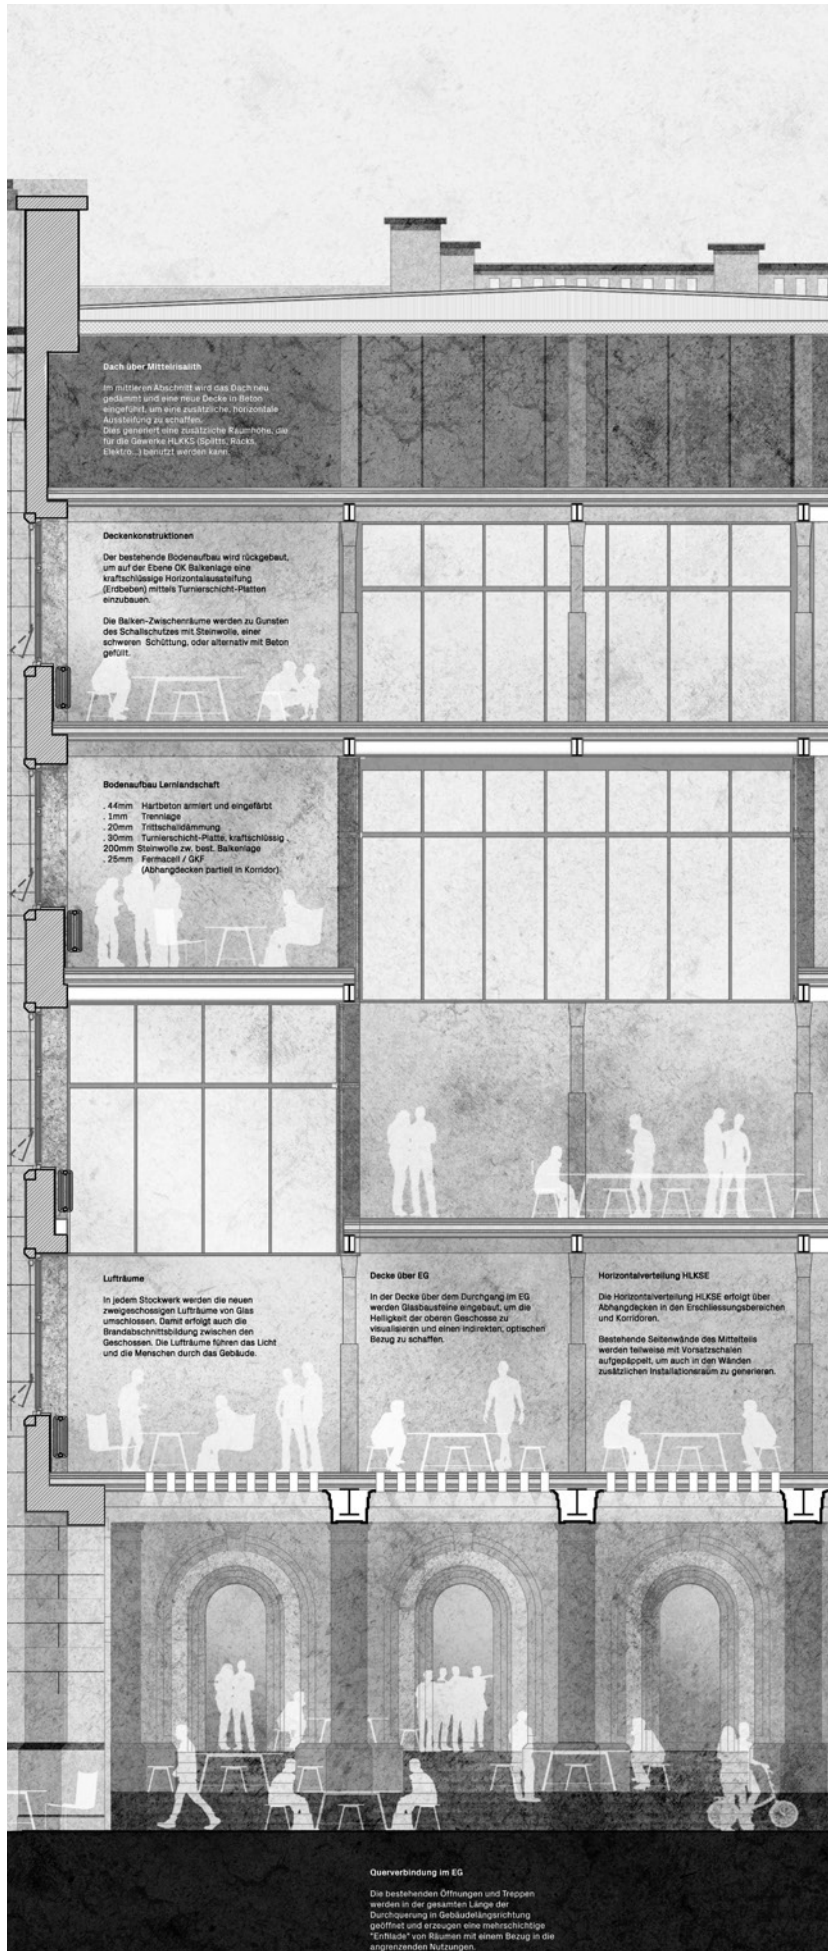 Dach über Mittelrisalith
Im mittleren Abschnitt wird das Dach neu
gedämmt und eine neue Decke in Beton
eingeführt, um eine zusätzliche, horizontale
Aussteifung zu schaffen.
Dies generiert eine zusätzliche Raumhöhe, die
für die Gewerke HLKKS (Splitts, Racks,
Elektro...) benutzt werden kann.
Deckenkonstruktionen
Der bestehende Bodenaufbau wird rückgebaut,
um auf der Ebene OK Balkenlage eine
kraftschlüssige Horizontalaussteifung
(Erdbeben) mittels Turnierschicht-Platten
einzubauen.
Die Balken-Zwischenräume werden zu Gunsten
des Schallschutzes mit Steinwolle, einer
schweren Schüttung, oder alternativ mit Beton
gefüllt.
Bodenaufbau Lernlandschaft
. 44mm Hartbeton armiert und eingefärbt
. 1mm Trennlage
. 20mm Trittschalldämmung
. 30mm Turnierschicht-Platte, kraftschlüssig .
200mm Steinwolle zw. best. Balkenlage
. 25mm Fermacell / GKF
(Abhangdecken partiell in Korridor)
Lufträume
In jedem Stockwerk werden die neuen
zweigeschossigen Lufträume von Glas
umschlossen. Damit erfolgt auch die
Brandabschnittsbildung zwischen den
Geschossen. Die Lufträume führen das Licht
und die Menschen durch das Gebäude.
Decke über EG
In der Decke über dem Durchgang im EG
werden Glasbausteine eingebaut, um die
Helligkeit der oberen Geschosse zu
visualisieren und einen indirekten, optischen
Bezug zu schaffen.
Horizontalverteilung HLKSE
Die Horizontalverteilung HLKSE erfolgt über
Abhangdecken in den Erschliessungsbereichen
und Korridoren.
Bestehende Seitenwände des Mittelteils
werden teilweise mit Vorsatzschalen
aufgepäppelt, um auch in den Wänden
zusätzlichen Installationsraum zu generieren.
Querverbindung im EG
Die bestehenden Öffnungen und Treppen
werden in der gesamten Länge der
Durchquerung in Gebäudelängsrichtung
geöffnet und erzeugen eine mehrschichtige
"Enfilade" von Räumen mit einem Bezug in die
angrenzenden Nutzungen.